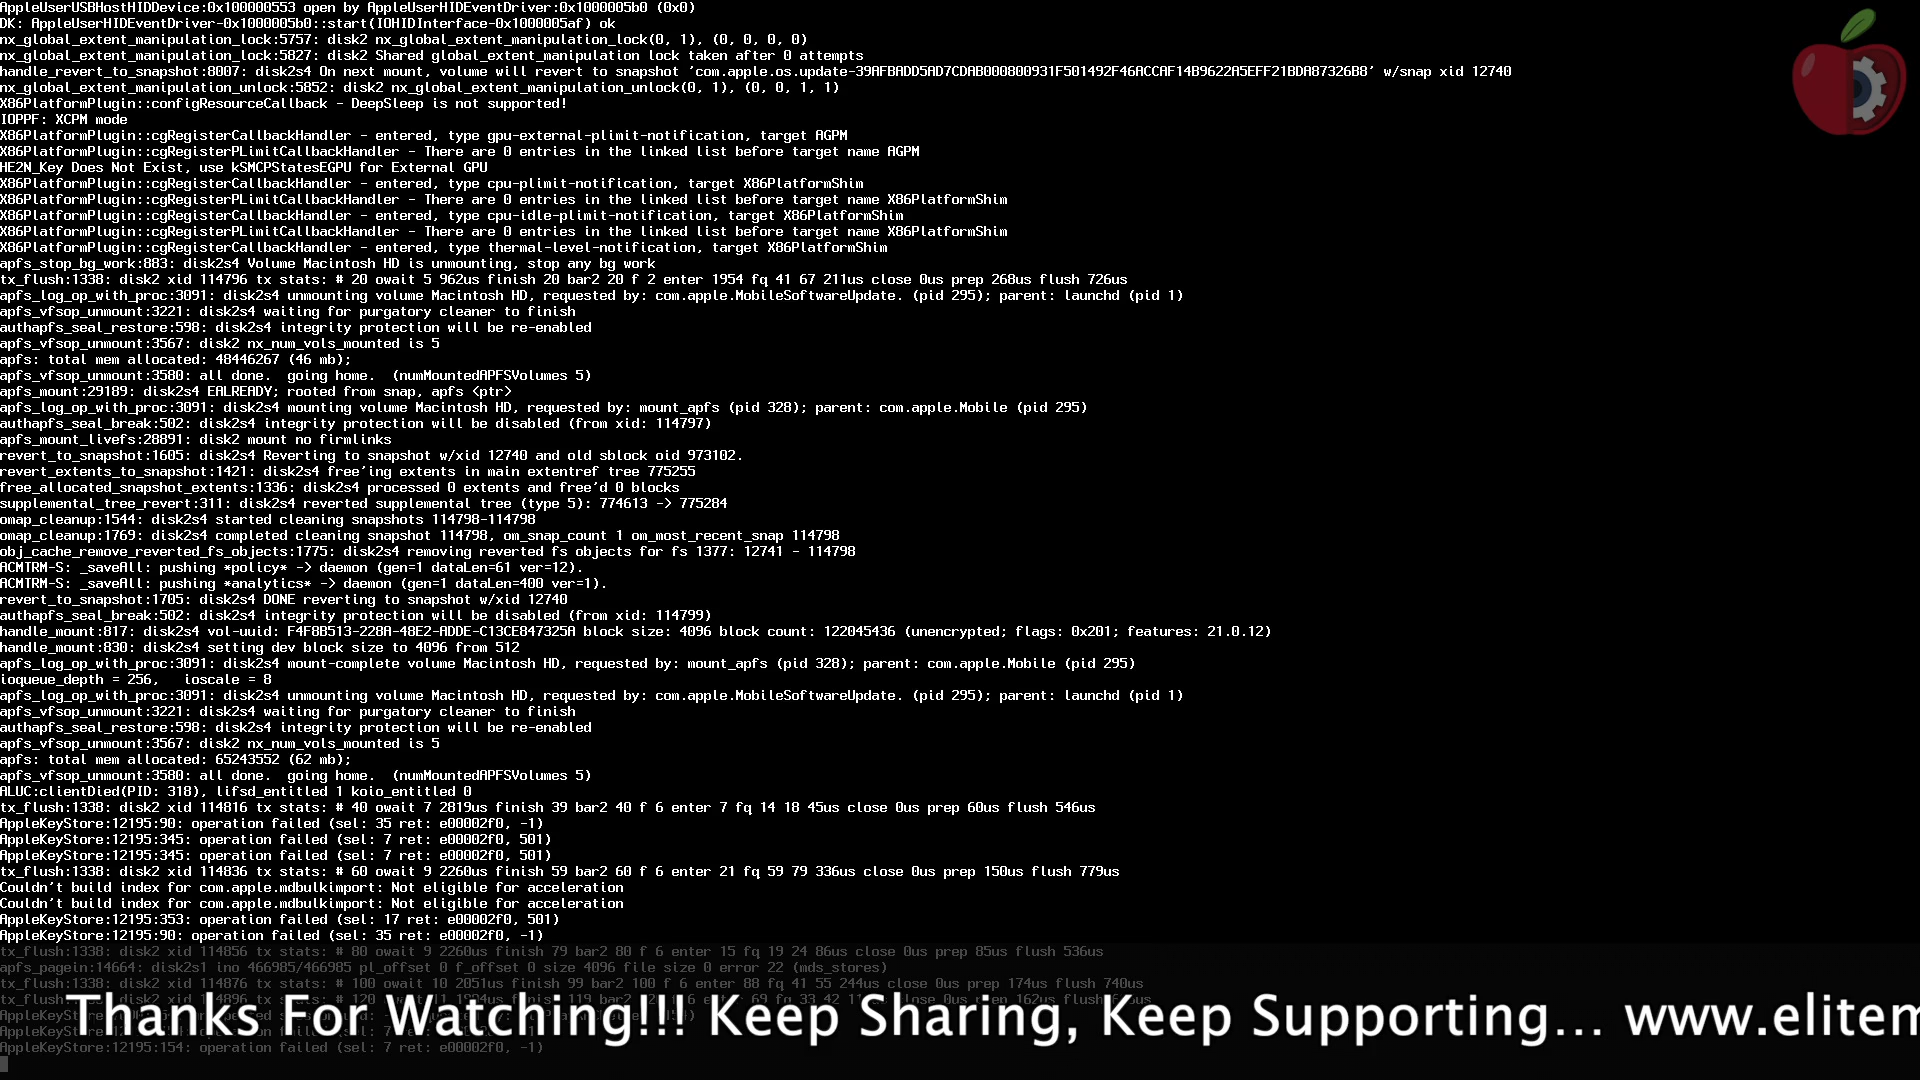 AppleUserUSBHostHIDDevice:0x100000553 open by AppleUserHIDEventDriver:0x1000005b0 (0x0)
DK: AppleUserHIDEventDriver-0x1000005b0::start(IOHIDInterface-0x1000005af) ok
nx_global_extent_manipulation_lock:5757: disk2 nx_global_extent_manipulation_lock(0, 1), (0, 0, 0, 0)
nx_global_extent_manipulation_lock:5827: disk2 Shared global_extent_manipulation lock taken after 0 attempts
handle_revert_to_snapshot:8007: disk2s4 On next mount, volume will revert to snapshot 'com.apple.os.update-39AFBADD5AD7CDAB000800931F501492F46ACCAF14B9622A5EFF21BDA87326B8' w/snap xid 12740
nx_global_extent_manipulation_unlock:5852: disk2 nx_global_extent_manipulation_unlock(0, 1), (0, 0, 1, 1)
X86PlatformPlugin::configResourceCallback - DeepSleep is not supported!
IOPPF: XCPM mode
X86PlatformPlugin::cgRegisterCallbackHandler - entered, type gpu-external-plimit-notification, target AGPM
X86PlatformPlugin::cgRegisterPLimitCallbackHandler - There are 0 entries in the linked list before target name AGPM
HE2N_Key Does Not Exist, use kSMCPStatesEGPU for External GPU
X86PlatformPlugin::cgRegisterCallbackHandler - entered, type cpu-plimit-notification, target X86PlatformShim
X86PlatformPlugin::cgRegisterPLimitCallbackHandler - There are 0 entries in the linked list before target name X86PlatformShim
X86PlatformPlugin::cgRegisterCallbackHandler - entered, type cpu-idle-plimit-notification, target X86PlatformShim
X86PlatformPlugin::cgRegisterPLimitCallbackHandler - There are 0 entries in the linked list before target name X86PlatformShim
X86PlatformPlugin::cgRegisterCallbackHandler - entered, type thermal-level-notification, target X86PlatformShim
apfs_stop_bg_work:883: disk2s4 Volume Macintosh HD is unmounting, stop any bg work
tx_flush:1338: disk2 xid 114796 tx stats: # 20 owait 5 962us finish 20 bar2 20 f 2 enter 1954 fq 41 67 211us close 0us prep 268us flush 726us
apfs_log_op_with_proc:3091: disk2s4 unmounting volume Macintosh HD, requested by: com.apple.MobileSoftwareUpdate. (pid 295); parent: launchd (pid 1)
apfs_vfsop_unmount:3221: disk2s4 waiting for purgatory cleaner to finish
authapfs_seal_restore:598: disk2s4 integrity protection will be re-enabled
apfs_vfsop_unmount:3567: disk2 nx_num_vols_mounted is 5
apfs: total mem allocated: 48446267 (46 mb);
apfs_vfsop_unmount:3580: all done.  going home.  (numMountedAPFSVolumes 5)
apfs_mount:29189: disk2s4 EALREADY; rooted from snap, apfs <ptr>
apfs_log_op_with_proc:3091: disk2s4 mounting volume Macintosh HD, requested by: mount_apfs (pid 328); parent: com.apple.Mobile (pid 295)
authapfs_seal_break:502: disk2s4 integrity protection will be disabled (from xid: 114797)
apfs_mount_livefs:28891: disk2 mount no firmlinks
revert_to_snapshot:1605: disk2s4 Reverting to snapshot w/xid 12740 and old sblock oid 973102.
revert_extents_to_snapshot:1421: disk2s4 free'ing extents in main extentref tree 775255
free_allocated_snapshot_extents:1336: disk2s4 processed 0 extents and free'd 0 blocks
supplemental_tree_revert:311: disk2s4 reverted supplemental tree (type 5): 774613 -> 775284
omap_cleanup:1544: disk2s4 started cleaning snapshots 114798-114798
omap_cleanup:1769: disk2s4 completed cleaning snapshot 114798, om_snap_count 1 om_most_recent_snap 114798
obj_cache_remove_reverted_fs_objects:1775: disk2s4 removing reverted fs objects for fs 1377: 12741 - 114798
ACMTRM-S: _saveAll: pushing *policy* -> daemon (gen=1 dataLen=61 ver=12).
ACMTRM-S: _saveAll: pushing *analytics* -> daemon (gen=1 dataLen=400 ver=1).
revert_to_snapshot:1705: disk2s4 DONE reverting to snapshot w/xid 12740
authapfs_seal_break:502: disk2s4 integrity protection will be disabled (from xid: 114799)
handle_mount:817: disk2s4 vol-uuid: F4F8B513-228A-48E2-ADDE-C13CE847325A block size: 4096 block count: 122045436 (unencrypted; flags: 0x201; features: 21.0.12)
handle_mount:830: disk2s4 setting dev block size to 4096 from 512
apfs_log_op_with_proc:3091: disk2s4 mount-complete volume Macintosh HD, requested by: mount_apfs (pid 328); parent: com.apple.Mobile (pid 295)
ioqueue_depth = 256,   ioscale = 8
apfs_log_op_with_proc:3091: disk2s4 unmounting volume Macintosh HD, requested by: com.apple.MobileSoftwareUpdate. (pid 295); parent: launchd (pid 1)
apfs_vfsop_unmount:3221: disk2s4 waiting for purgatory cleaner to finish
authapfs_seal_restore:598: disk2s4 integrity protection will be re-enabled
apfs_vfsop_unmount:3567: disk2 nx_num_vols_mounted is 5
apfs: total mem allocated: 65243552 (62 mb);
apfs_vfsop_unmount:3580: all done.  going home.  (numMountedAPFSVolumes 5)
ALUC:clientDied(PID: 318), lifsd_entitled 1 koio_entitled 0
tx_flush:1338: disk2 xid 114816 tx stats: # 40 owait 7 2819us finish 39 bar2 40 f 6 enter 7 fq 14 18 45us close 0us prep 60us flush 546us
AppleKeyStore:12195:90: operation failed (sel: 35 ret: e00002f0, -1)
AppleKeyStore:12195:345: operation failed (sel: 7 ret: e00002f0, 501)
AppleKeyStore:12195:345: operation failed (sel: 7 ret: e00002f0, 501)
tx_flush:1338: disk2 xid 114836 tx stats: # 60 owait 9 2260us finish 59 bar2 60 f 6 enter 21 fq 59 79 336us close 0us prep 150us flush 779us
Couldn't build index for com.apple.mdbulkimport: Not eligible for acceleration
Couldn't build index for com.apple.mdbulkimport: Not eligible for acceleration
AppleKeyStore:12195:353: operation failed (sel: 17 ret: e00002f0, 501)
AppleKeyStore:12195:90: operation failed (sel: 35 ret: e00002f0, -1)
tx_flush:1338: disk2 xid 114856 tx stats: # 80 owait 9 2260us finish 79 bar2 80 f 6 enter 15 fq 19 24 86us close 0us prep 85us flush 536us
apfs_pagein:14664: disk2s1 ino 466985/466985 pl_offset 0 f_offset 0 size 4096 file size 0 error 22 (mds_stores)
tx_flush:1338: disk2 xid 114876 tx stats: # 100 owait 10 2051us finish 99 bar2 100 f 6 enter 88 fq 41 55 244us close 0us prep 174us flush 740us
Thanks For Watching!!! Keep Sharing, Keep Supporting... www.elitem
AppleKeyStore:12195:154: operation failed (sel: 7 ret: e00002f0, -1)